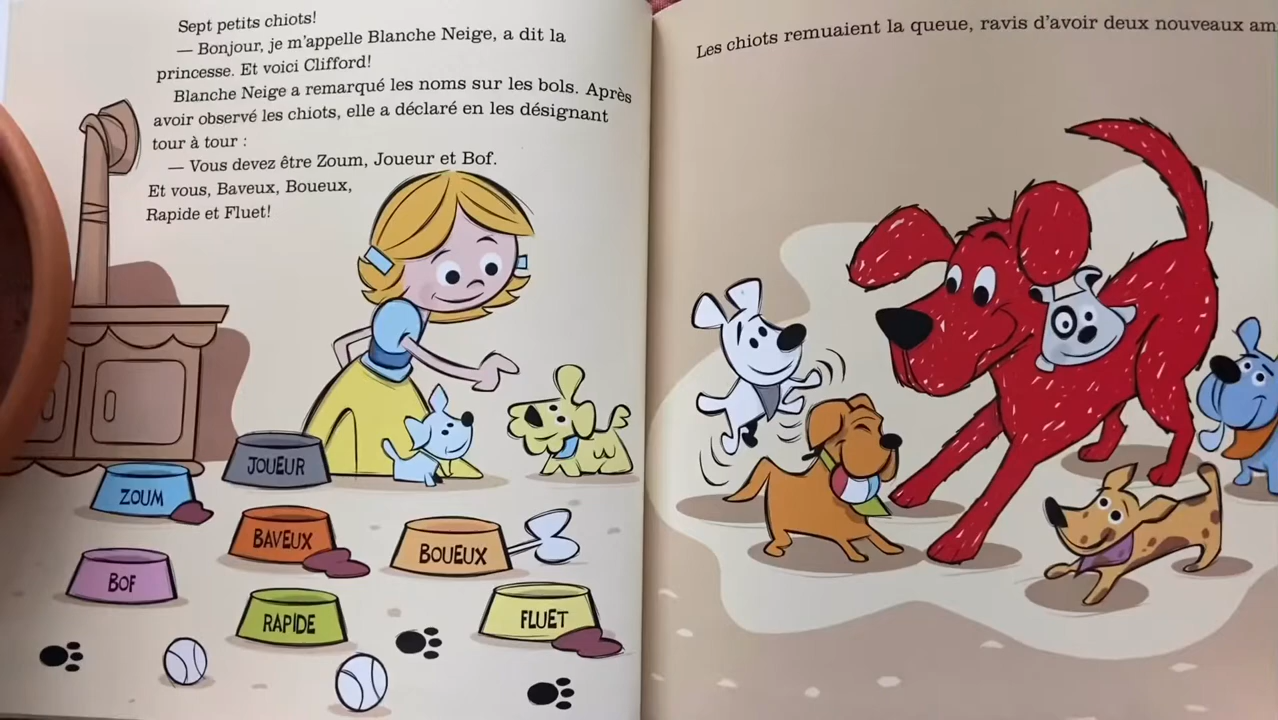 Sept petits chiots!
— Bonjour, je m'appelle Blanche Neige, a dit la
princesse. Et voici Clifford!
Blanche Neige a remarqué les noms sur les bols. Après
avoir observé les chiots, elle a déclaré en les désignant
tour à tour :
— Vous devez être Zoum, Joueur et Bof.
Et vous, Baveux, Boueux,
Rapide et Fluet!
JOUEUR
ZOUM
BAVEUX
BOUEUX
BOF
RAPIDE
FLUET
Les chiots remuaient la queue, ravis d'avoir deux nouveaux am